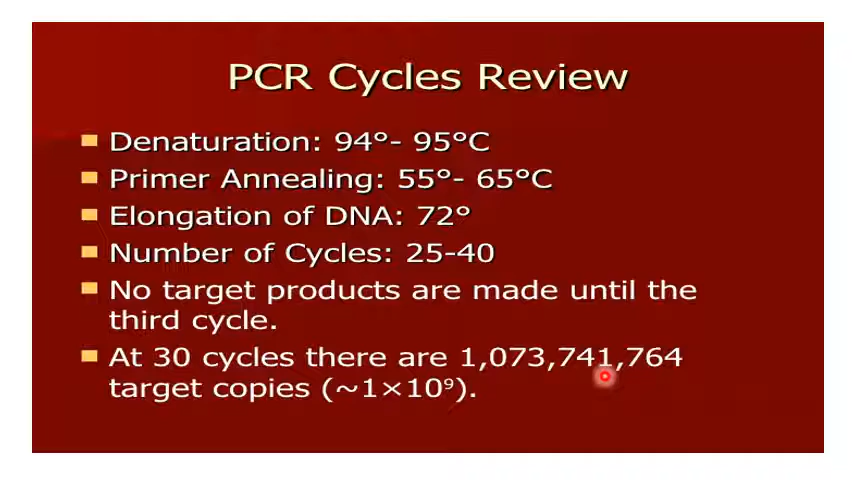 PCR Cycles Review
Denaturation: 94°- 95°C
Primer Annealing: 55°- 65°C
Elongation of DNA: 72°
Number of Cycles: 25-40
No target products are made until the
third cycle.
At 30 cycles there are 1,073,741,764
target copies (~1×10⁹).